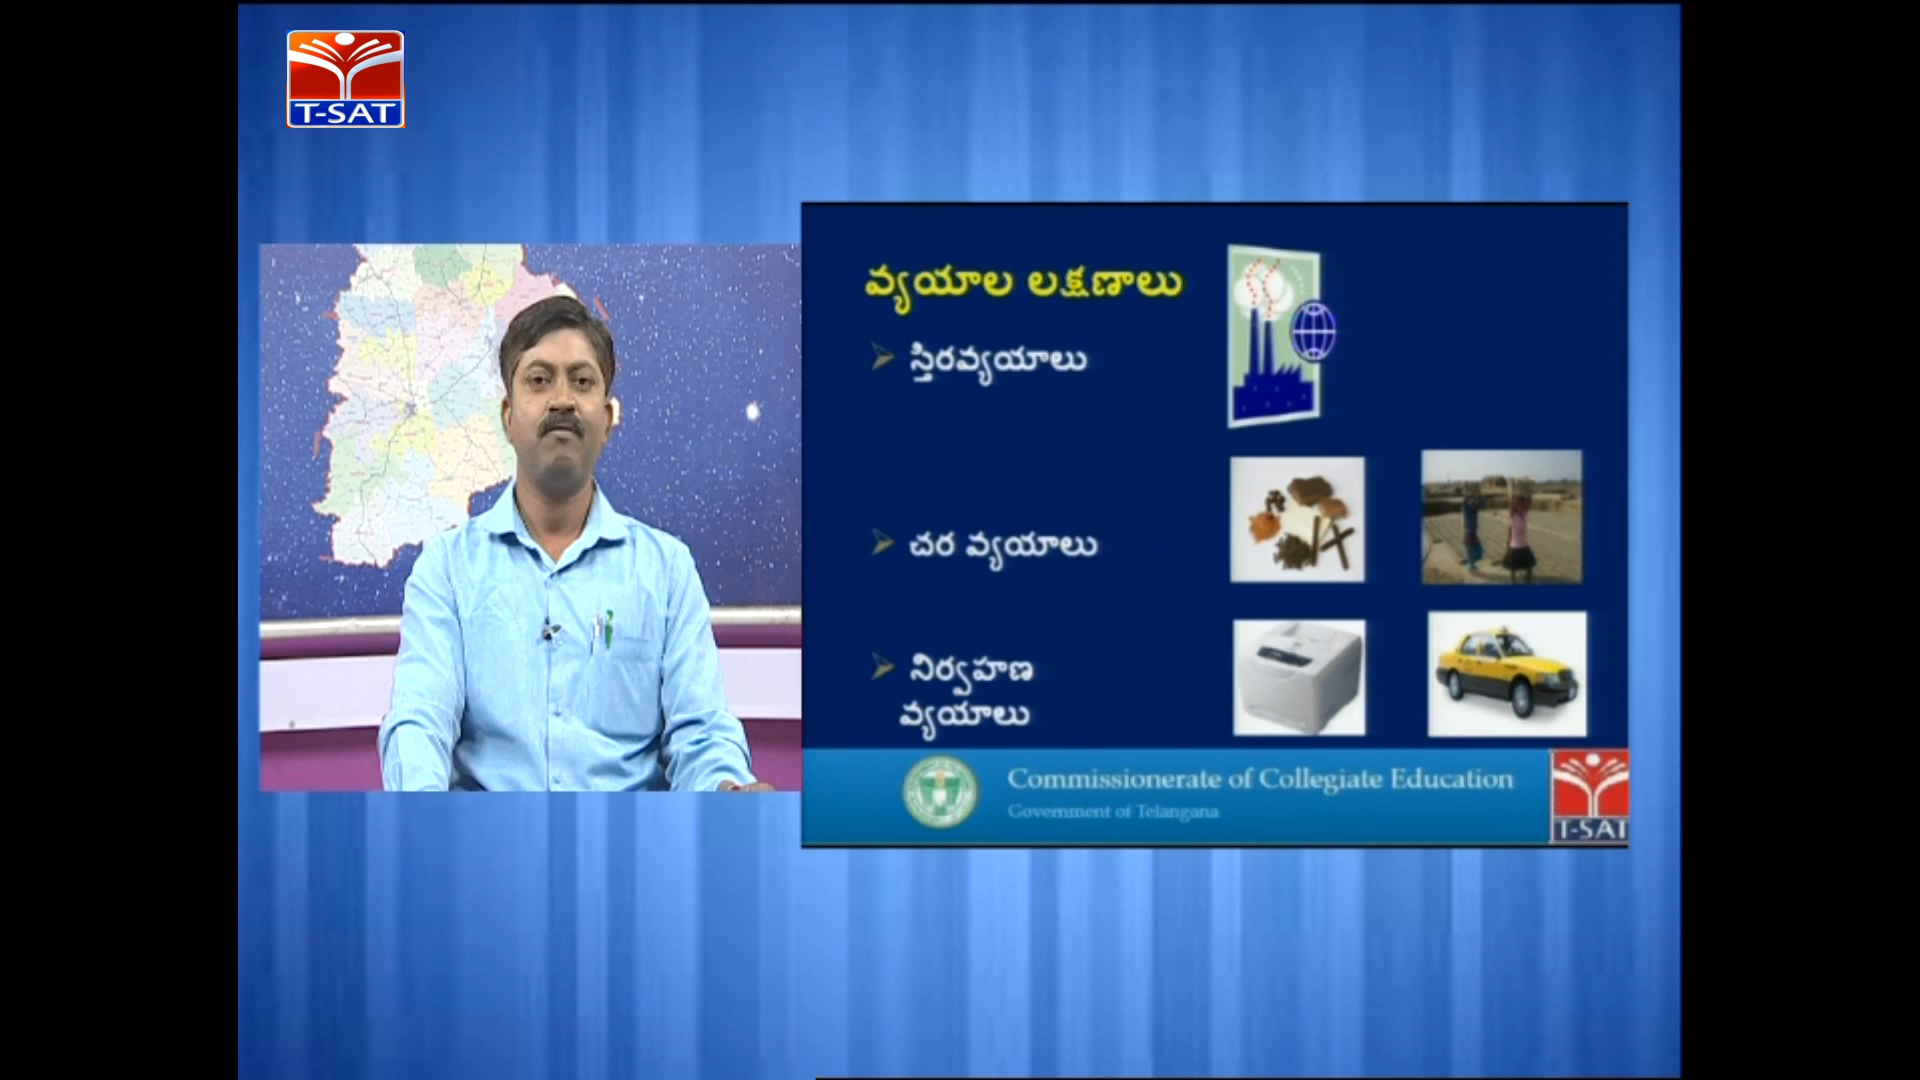 T-SAT
వ్యయాల లక్షణాలు
స్తిరవ్యయాలు
చర వ్యయాలు
నిర్వహణ
వ్యయాలు
Commissionerate of Collegiate Education
Government of Telangana
T-SAT